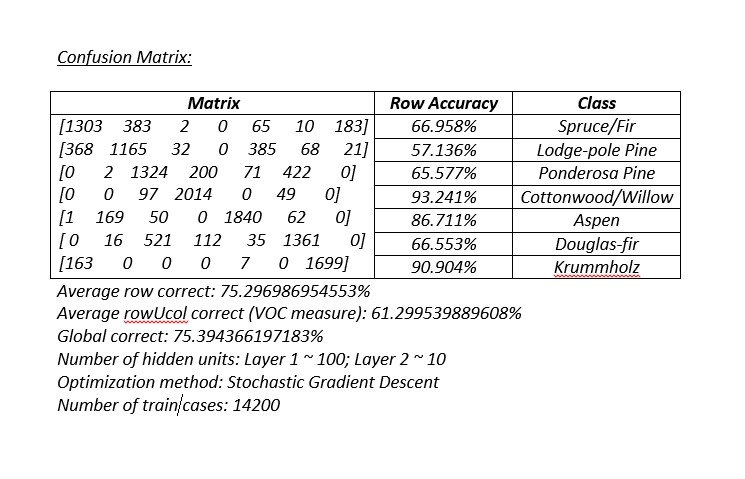 Confusion Matrix:
Matrix Row Accuracy Class
[1303 383 2 0 65 10 183] 66.958% Spruce/Fir
[368 1165 32 0 385 68 21] 57.136% Lodge-pole Pine
[0 2 1324 200 71 422 0] 65.577% Ponderosa Pine
[0 0 97 2014 0 49 0] 93.241% Cottonwood/Willow
[1 169 50 0 1840 62 0] 86.711% Aspen
[ 0 16 521 112 35 1361 0] 66.553% Douglas-fir
[163 0 0 0 7 0 1699] 90.904% Krummholz
Average row correct: 75.2969869545​53%
Average rowUcol correct (VOC measure): 61.2995398896​08%
Global correct: 75.3943661971​83%
Number of hidden units: Layer 1 ~ 100; Layer 2 ~ 10
Optimization method: Stochastic Gradient Descent
Number of train cases: 14200